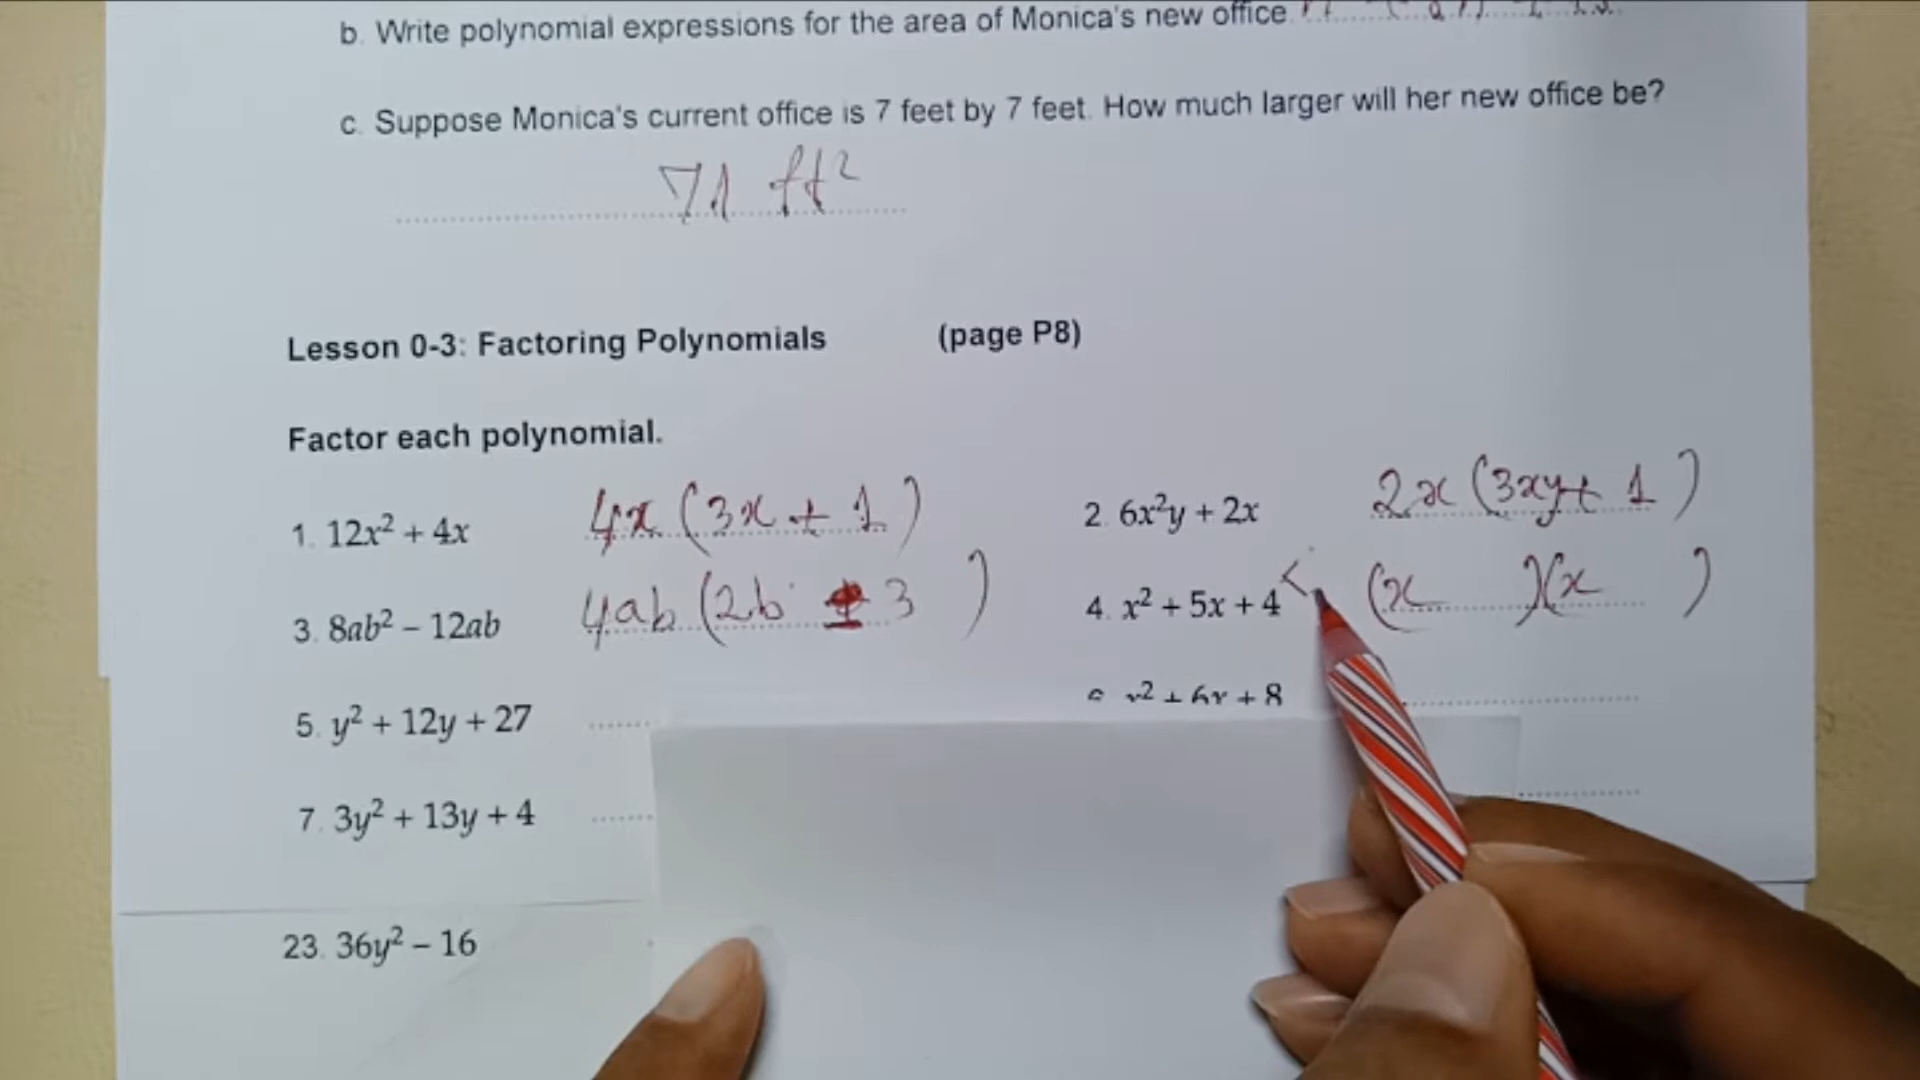 b. Write polynomial expressions for the area of Monica's new office
c. Suppose Monica's current office is 7 feet by 7 feet. How much larger will her new office be?
71 ft²
Lesson 0-3: Factoring Polynomials (page P8)
Factor each polynomial.
1. 12x² + 4x 4x (3x + 1)
2. 6x²y + 2x 2x (3xy + 1)
3. 8ab² – 12ab 4ab (2b - 3)
4. x² + 5x + 4 < (x )(x )
5. y² + 12y + 27
x² + 6x + 8
7. 3y² + 13y + 4
23. 36y² – 16